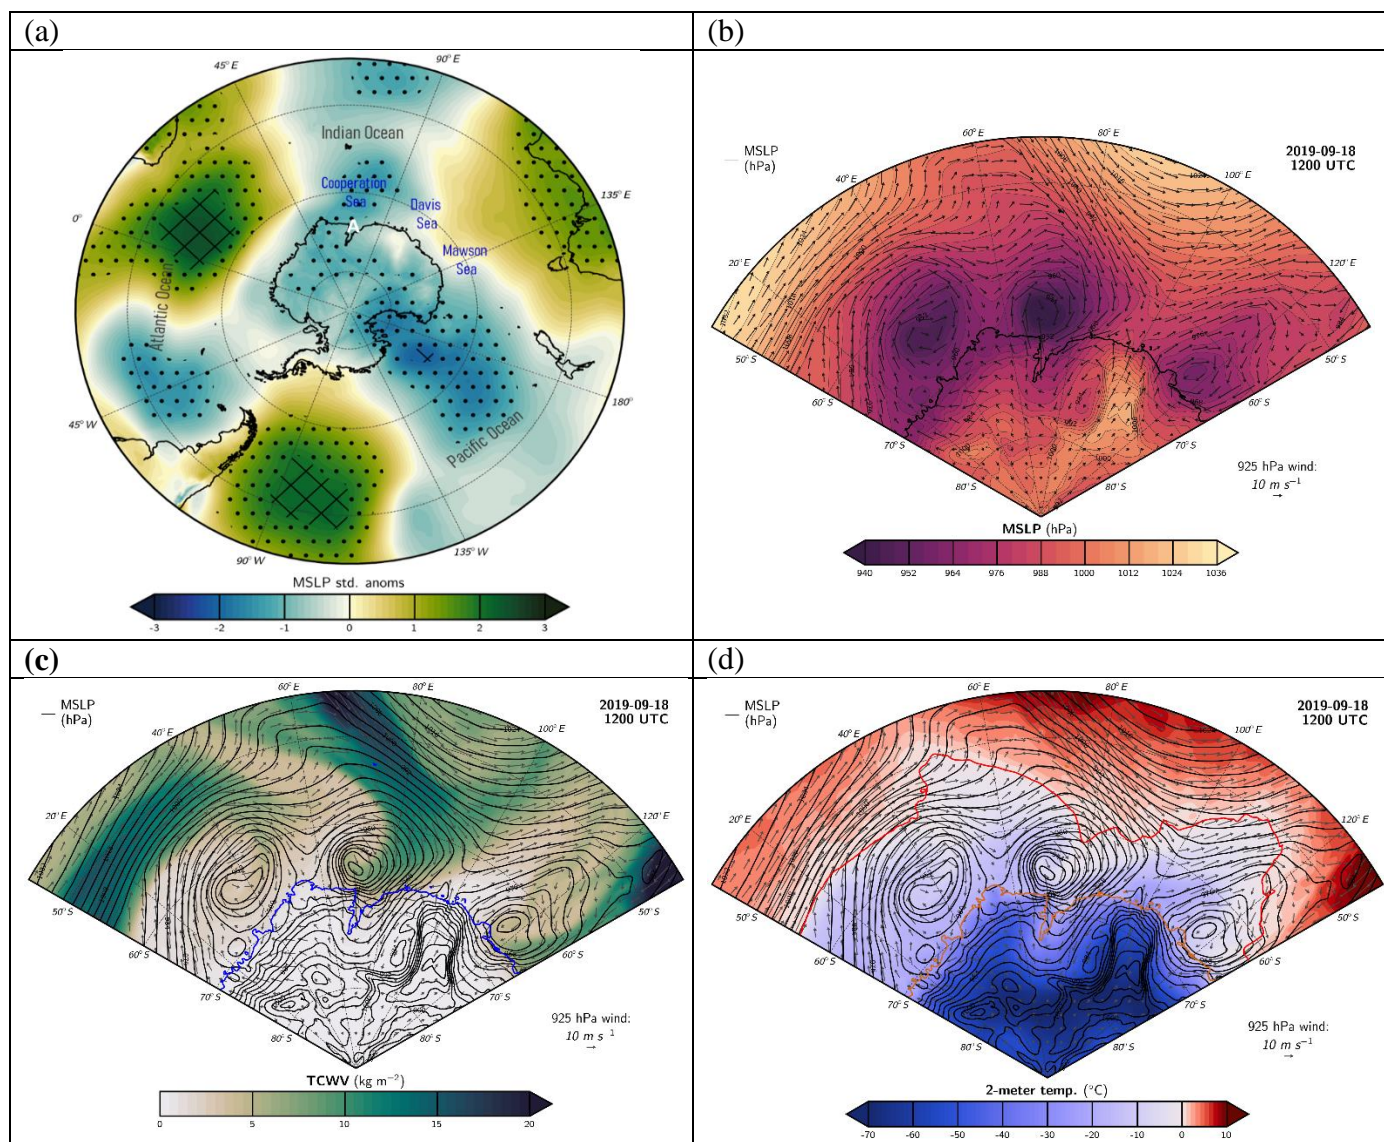 (a)
45° E
90° E
Indian Ocean
Cooperation
Sea
Davis
Sea
135° E
0°
A
Mawson
Sea
Atlantic Ocean
180°
45° W
Pacific Ocean
135° W
90° W
MSLP std. anoms
-3 -2 -1 0 1 2 3
(b)
MSLP
(hPa)
2019-09-18
1200 UTC
60° E
80° E
40° E
100° E
20° E
120° E
50° S
50° S
60° S
60° S
70° S
70° S
80° S
80° S
925 hPa wind:
10 m s⁻¹
MSLP (hPa)
940 952 964 976 988 1000 1012 1024 1036
(c)
MSLP
(hPa)
2019-09-18
1200 UTC
60° E
80° E
40° E
100° E
20° E
120° E
50° S
50° S
60° S
60° S
70° S
70° S
80° S
80° S
925 hPa wind:
10 m s⁻¹
TCWV (kg m⁻²)
0 5 10 15 20
(d)
MSLP
(hPa)
2019-09-18
1200 UTC
60° E
80° E
40° E
100° E
20° E
120° E
50° S
50° S
60° S
60° S
70° S
70° S
80° S
80° S
925 hPa wind:
10 m s⁻¹
2-meter temp. (°C)
-70 -60 -50 -40 -30 -20 -10 0 10